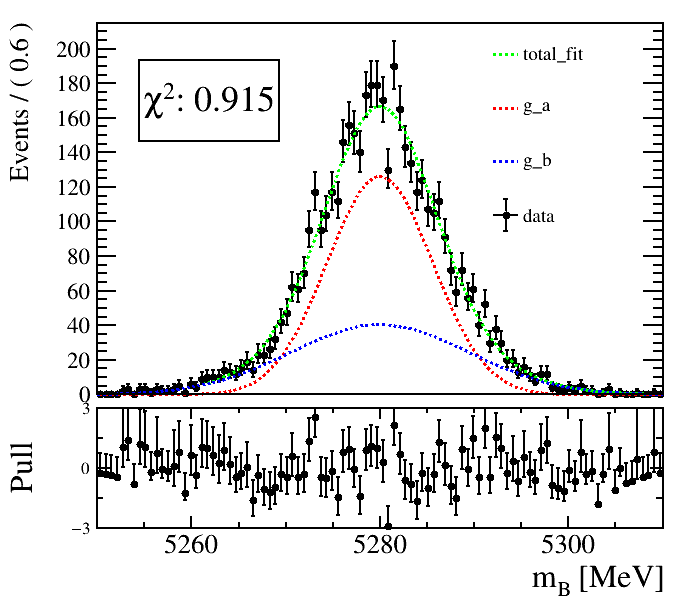 Events / ( 0.6 )
200
180
160
140
120
100
80
60
40
20
0
χ²: 0.915
total_fit
g_a
g_b
data
Pull
3
0
−3
5260
5280
5300
m_B [MeV]